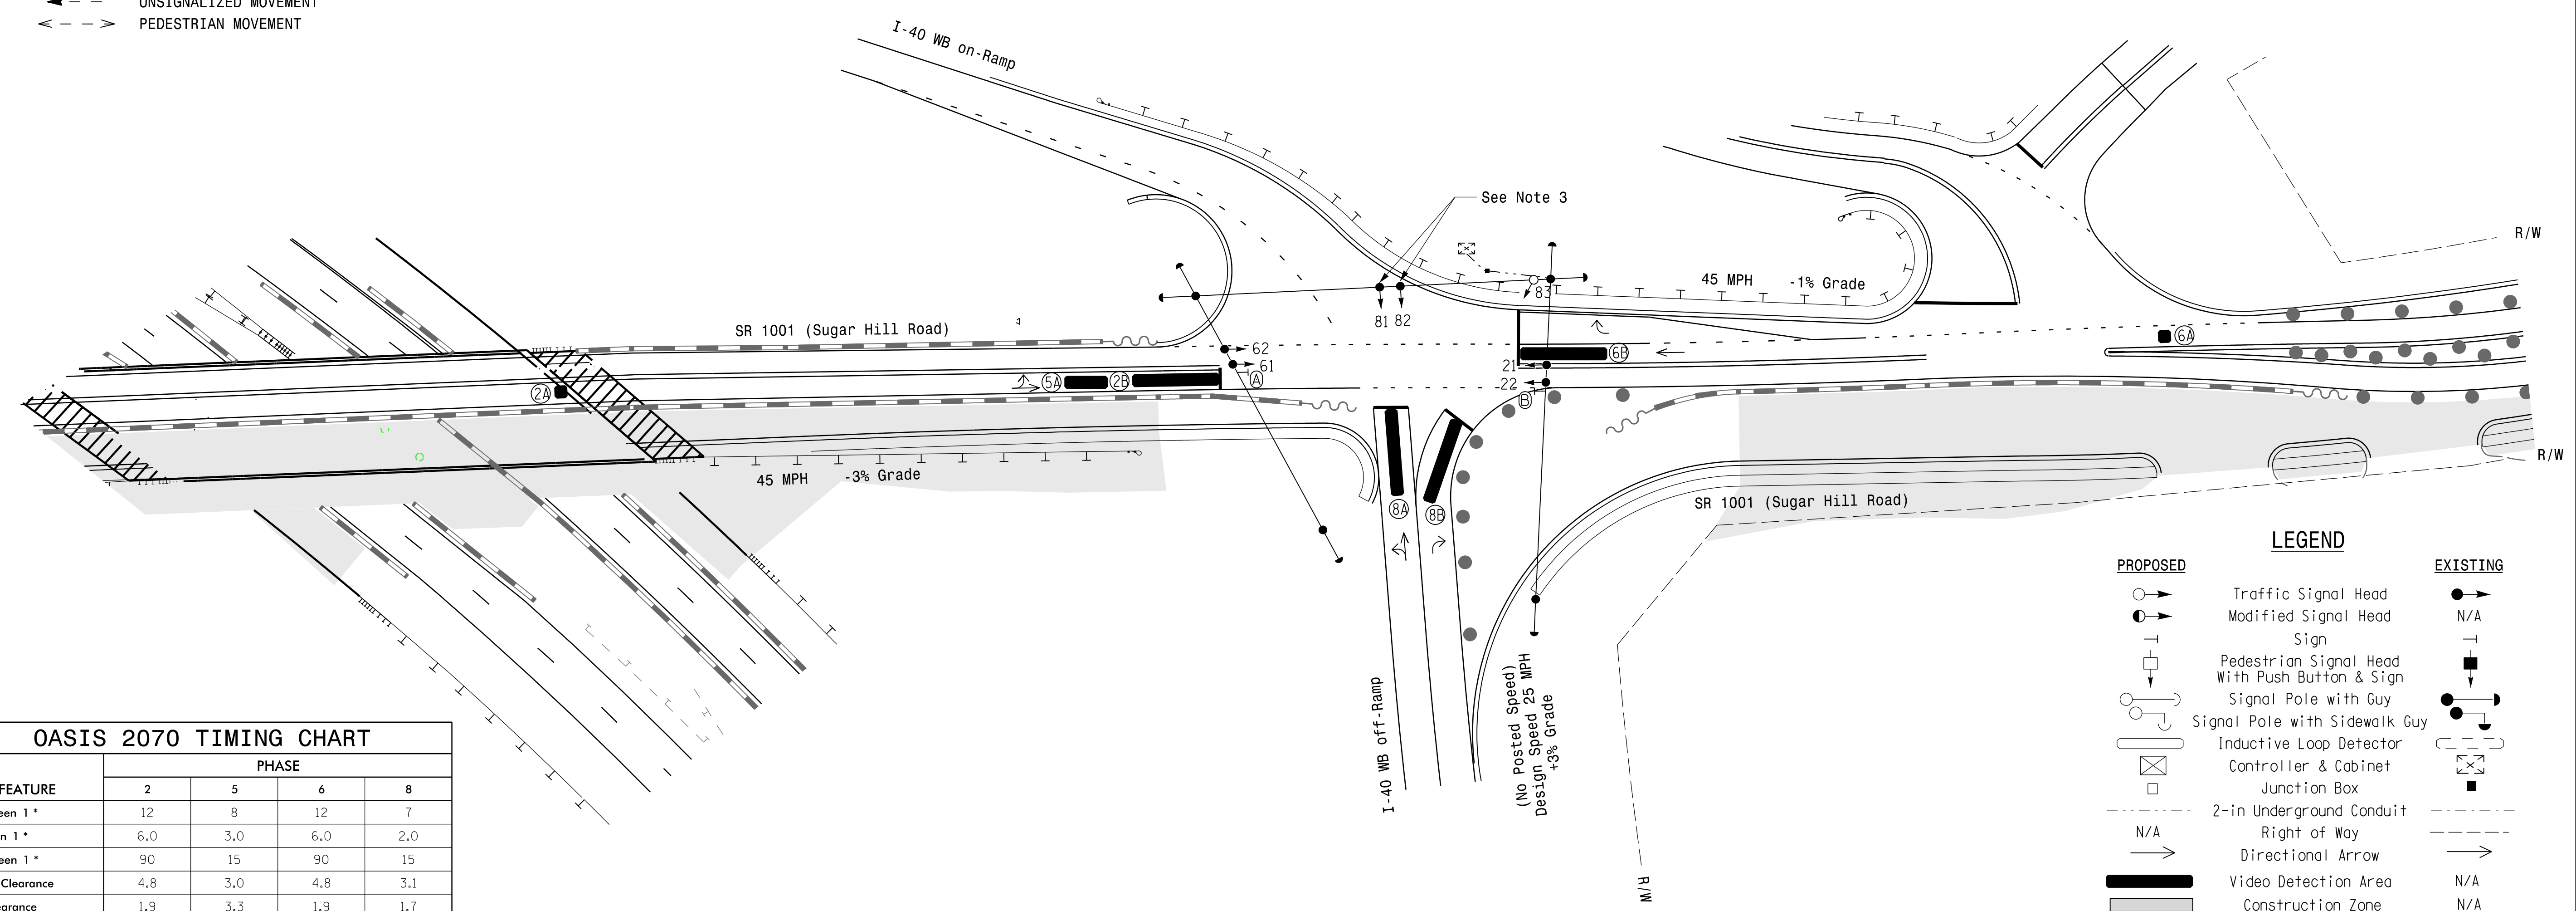 UNSIGNALIZED MOVEMENT
PEDESTRIAN MOVEMENT
I-40 WB on-Ramp
See Note 3
R/W
83
45 MPH -1% Grade
81 82
SR 1001 (Sugar Hill Road)
62
61
A
6B
6A
21
22
B
5A
2B
2A
R/W
45 MPH -3% Grade
8A
8B
SR 1001 (Sugar Hill Road)
I-40 WB off-Ramp
(No Posted Speed)
Design Speed 25 MPH
+3% Grade
R/W
LEGEND
PROPOSED EXISTING
Traffic Signal Head
Modified Signal Head N/A
Sign
Pedestrian Signal Head
With Push Button & Sign
Signal Pole with Guy
Signal Pole with Sidewalk Guy
Inductive Loop Detector
Controller & Cabinet
Junction Box
2-in Underground Conduit
N/A Right of Way
Directional Arrow
Video Detection Area N/A
Construction Zone N/A
OASIS 2070 TIMING CHART
FEATURE PHASE
2 5 6 8
een 1 * 12 8 12 7
n 1 * 6.0 3.0 6.0 2.0
een 1 * 90 15 90 15
Clearance 4.8 3.0 4.8 3.1
earance 1.9 3.3 1.9 1.7